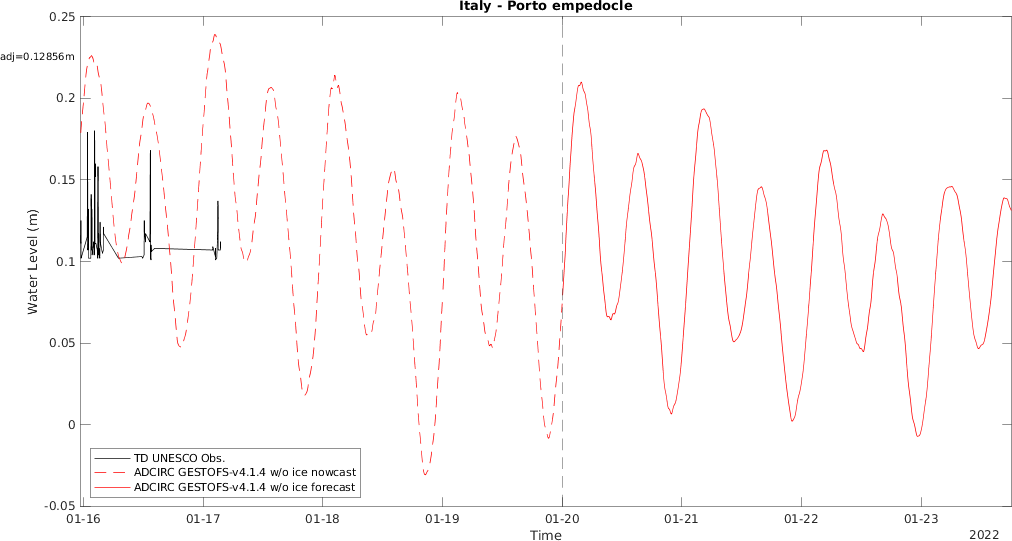 Italy - Porto empedocle
adj=0.12856m
Water Level (m)
0.25
0.2
0.15
0.1
0.05
0
-0.05
TD UNESCO Obs.
ADCIRC GESTOFS-v4.1.4 w/o ice nowcast
ADCIRC GESTOFS-v4.1.4 w/o ice forecast
01-16 01-17 01-18 01-19 01-20 01-21 01-22 01-23
Time
2022